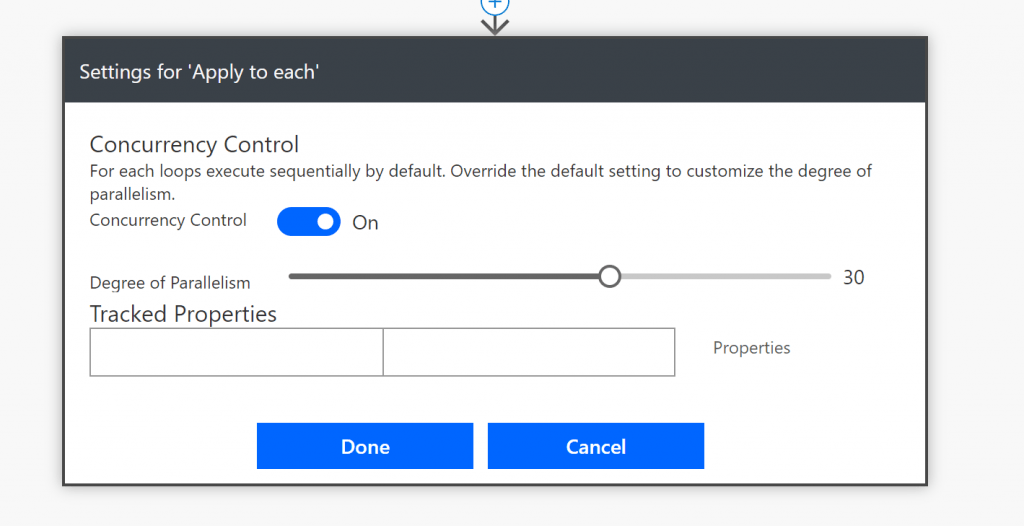 Settings for 'Apply to each'
Concurrency Control
For each loops execute sequentially by default. Override the default setting to customize the degree of
parallelism.
Concurrency Control
On
Degree of Parallelism
30
Tracked Properties
Properties
Done
Cancel